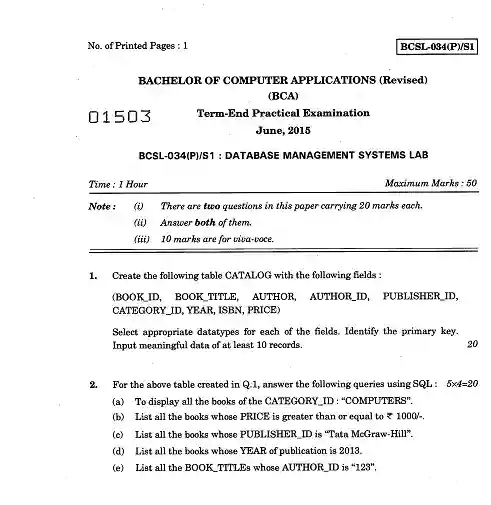 No. of Printed Pages : 1
BCSL-034(P)/S1
BACHELOR OF COMPUTER APPLICATIONS (Revised)
(BCA)
01503
Term-End Practical Examination
June, 2015
BCSL-034(P)/S1 : DATABASE MANAGEMENT SYSTEMS LAB
Time : 1 Hour
Maximum Marks : 50
Note : (i) There are two questions in this paper carrying 20 marks each.
(ii) Answer both of them.
(iii) 10 marks are for viva-voce.
1. Create the following table CATALOG with the following fields :
(BOOK_ID, BOOK_TITLE, AUTHOR, AUTHOR_ID, PUBLISHER_ID,
CATEGORY_ID, YEAR, ISBN, PRICE)
Select appropriate datatypes for each of the fields. Identify the primary key.
Input meaningful data of at least 10 records. 20
2. For the above table created in Q.1, answer the following queries using SQL : 5x4=20
(a) To display all the books of the CATEGORY_ID : “COMPUTERS”.
(b) List all the books whose PRICE is greater than or equal to ₹ 1000/-.
(c) List all the books whose PUBLISHER_ID is “Tata McGraw-Hill”.
(d) List all the books whose YEAR of publication is 2013.
(e) List all the BOOK_TITLEs whose AUTHOR_ID is “123”.